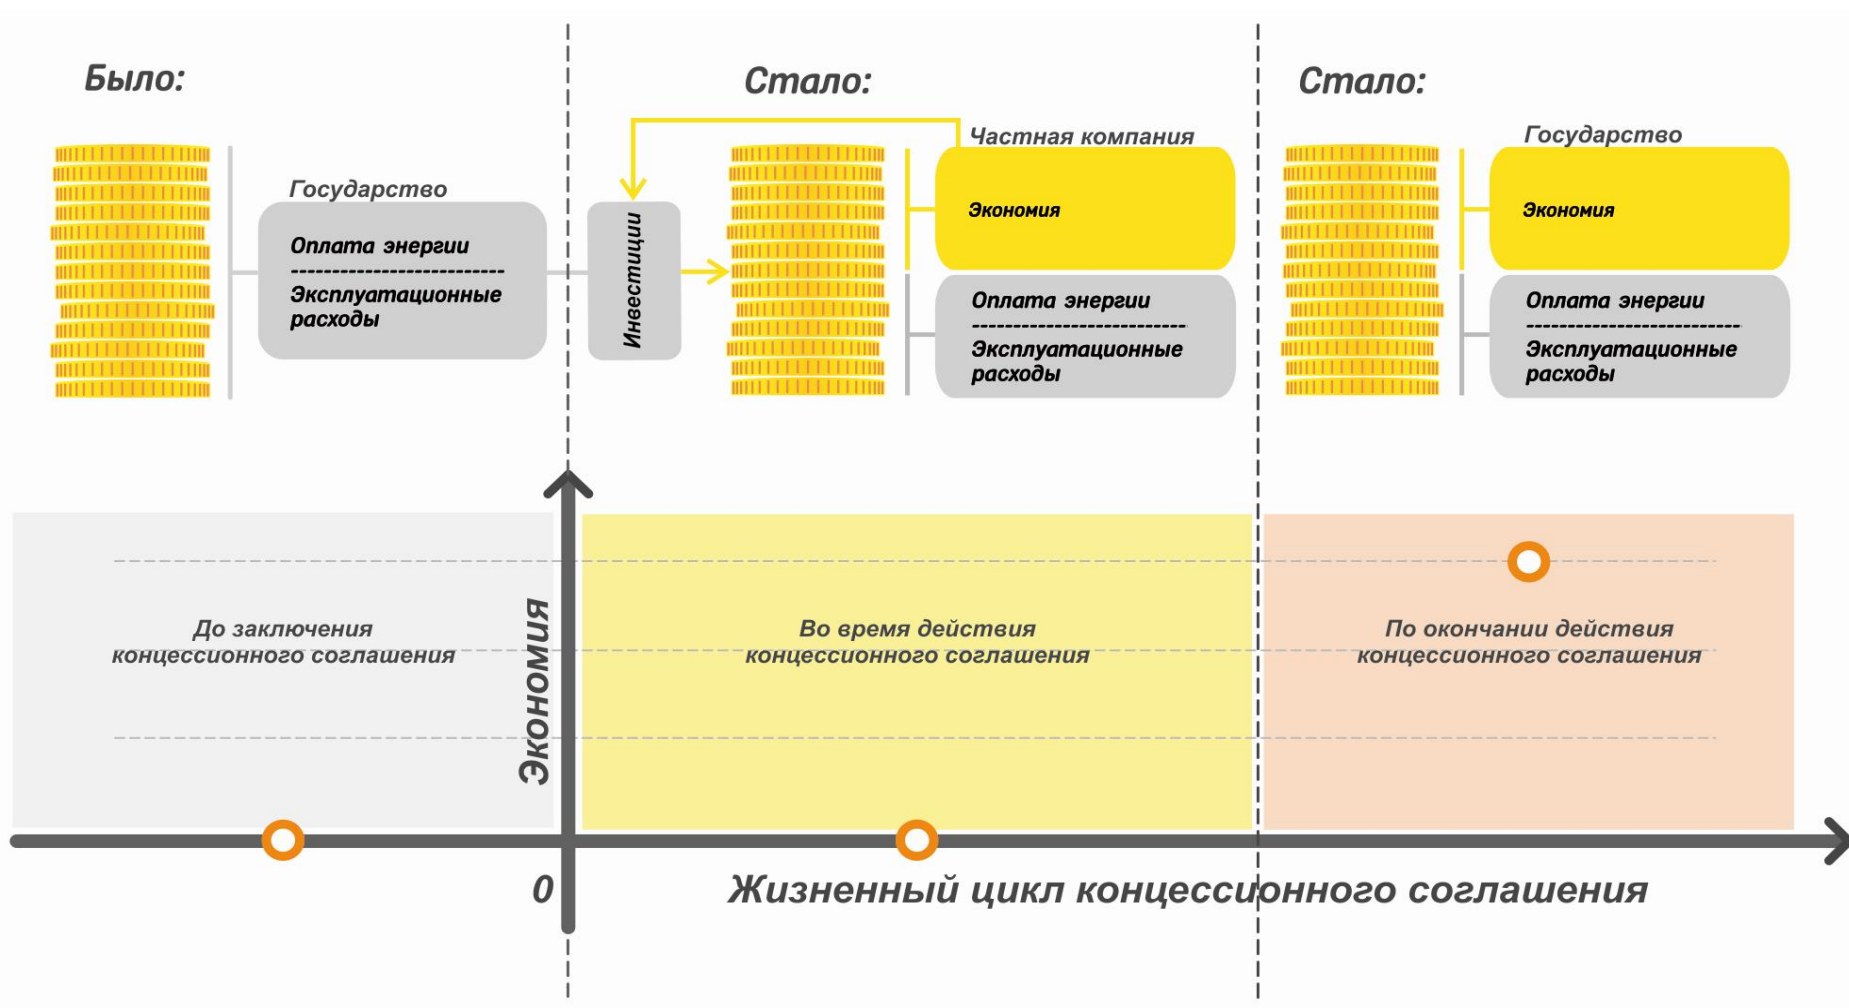 Было:
Государство
Оплата энергии
Эксплуатационные
расходы
Инвестиции
Стало:
Частная компания
Экономия
Оплата энергии
Эксплуатационные
расходы
Стало:
Государство
Экономия
Оплата энергии
Эксплуатационные
расходы
Экономия
До заключения
концессионного соглашения
Во время действия
концессионного соглашения
По окончании действия
концессионного соглашения
0
Жизненный цикл концессионного соглашения